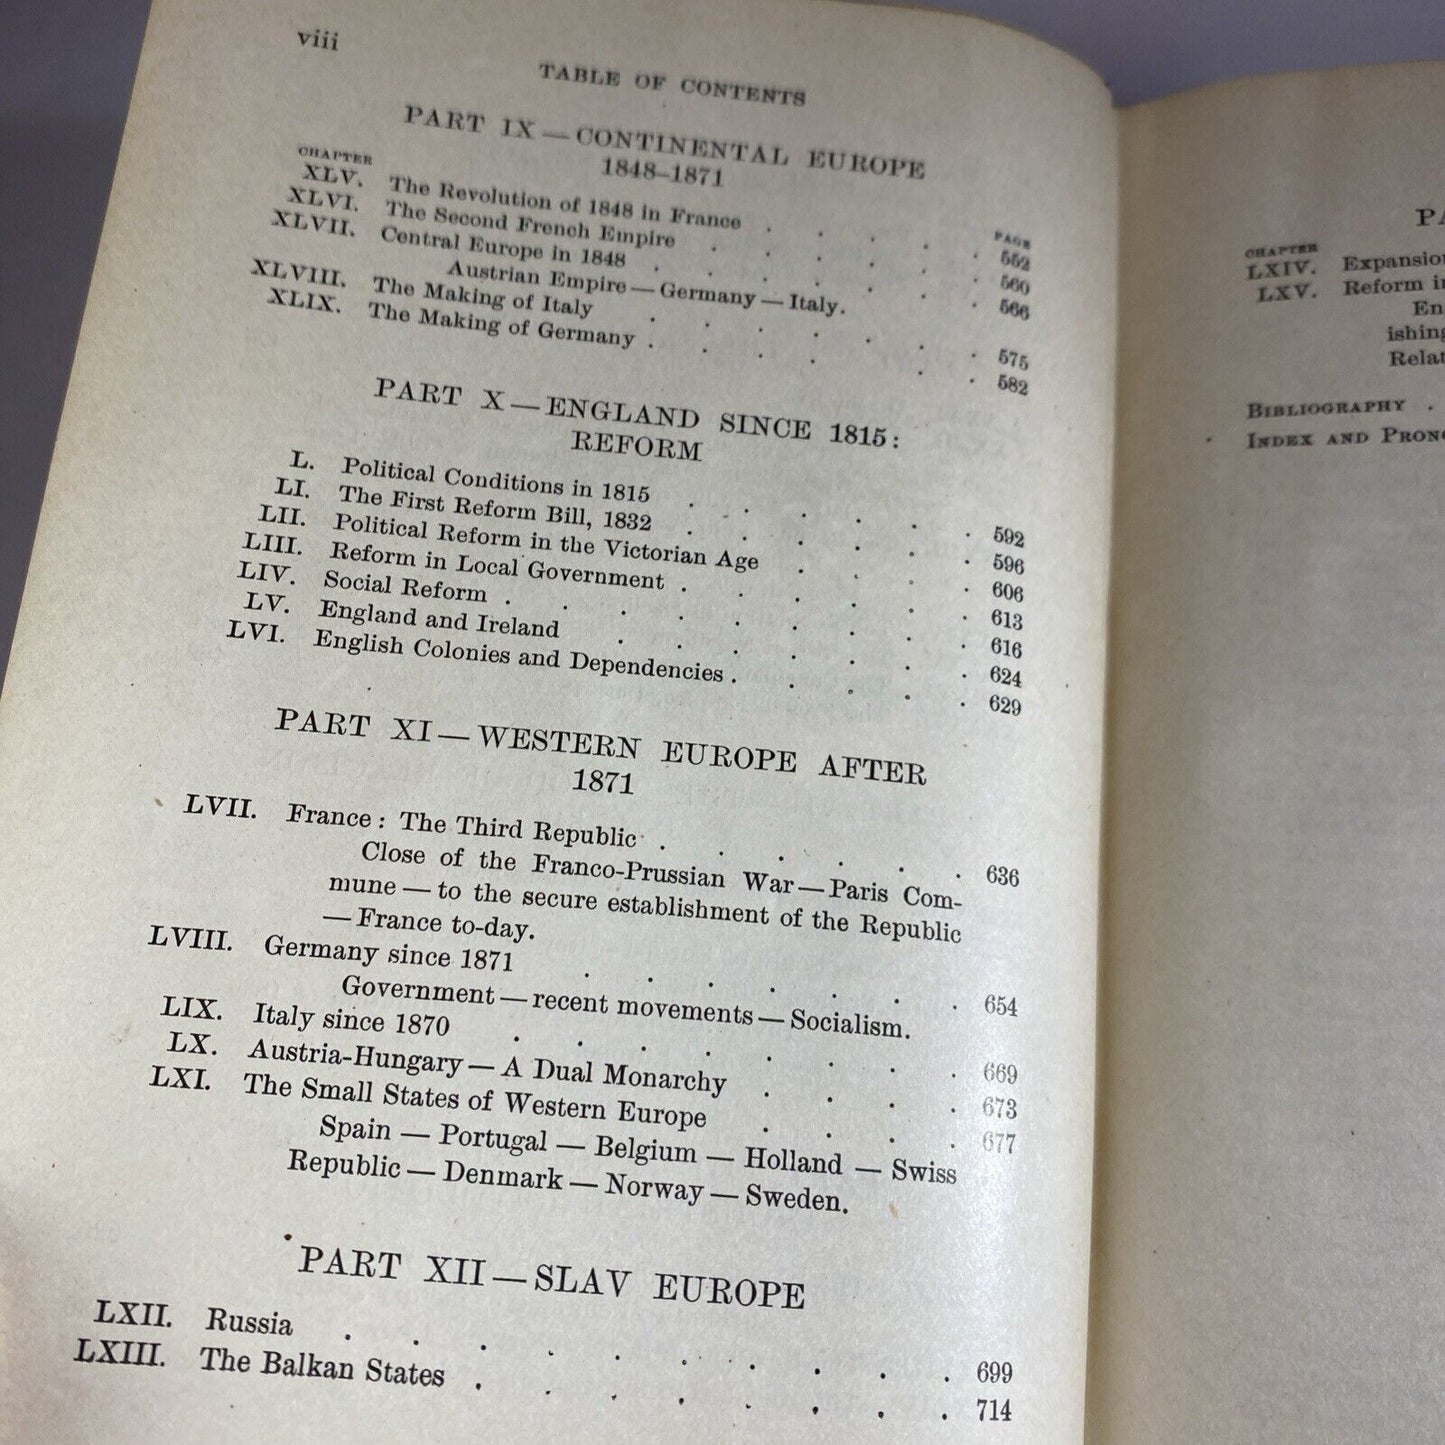 viii
TABLE OF CONTENTS
PART IX — CONTINENTAL EUROPE
1848–1871
CHAPTER PAGE
XLV. The Revolution of 1848 in France . . . . . 552
XLVI. The Second French Empire . . . . . . 560
XLVII. Central Europe in 1848 . . . . . . 566
Austrian Empire — Germany — Italy.
XLVIII. The Making of Italy . . . . . . . 575
XLIX. The Making of Germany . . . . . . 582
PART X — ENGLAND SINCE 1815:
REFORM
L. Political Conditions in 1815 . . . . . . 592
LI. The First Reform Bill, 1832 . . . . . . 596
LII. Political Reform in the Victorian Age . . . . 606
LIII. Reform in Local Government . . . . . . 613
LIV. Social Reform . . . . . . . . . 616
LV. England and Ireland . . . . . . . 624
LVI. English Colonies and Dependencies . . . . . 629
PART XI — WESTERN EUROPE AFTER
1871
LVII. France: The Third Republic . . . . . . 636
Close of the Franco-Prussian War — Paris Com-
mune — to the secure establishment of the Republic
— France to-day.
LVIII. Germany since 1871 . . . . . . . 654
Government — recent movements — Socialism.
LIX. Italy since 1870 . . . . . . . . 669
LX. Austria-Hungary — A Dual Monarchy . . . . 673
LXI. The Small States of Western Europe . . . . 677
Spain — Portugal — Belgium — Holland — Swiss
Republic — Denmark — Norway — Sweden.
PART XII — SLAV EUROPE
LXII. Russia . . . . . . . . . . 699
LXIII. The Balkan States . . . . . . . . 714
CHAPTER
LXIV.
LXV. Reform
BIBLIOGRAPHY .
INDEX AND